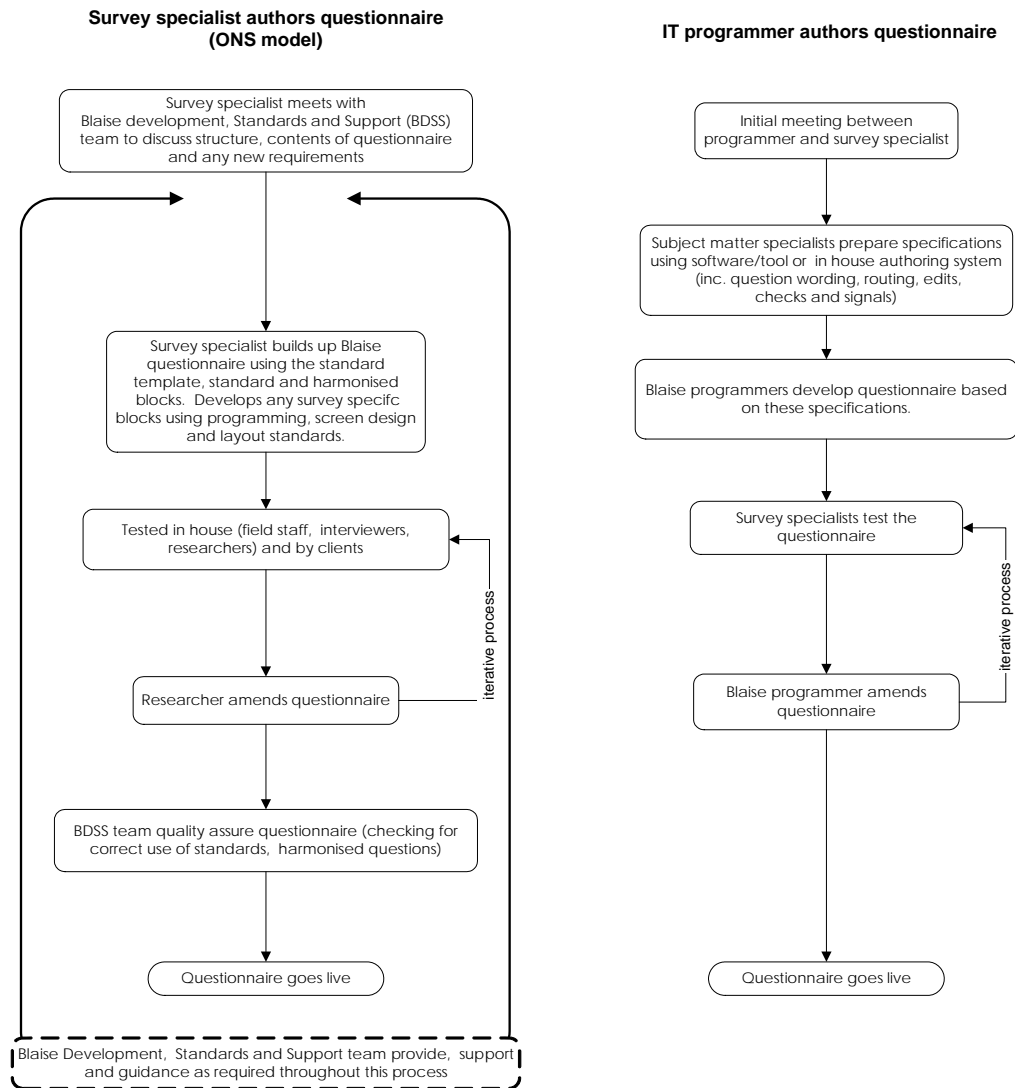 Survey specialist authors questionnaire
(ONS model)
Survey specialist meets with
Blaise development, Standards and Support (BDSS)
team to discuss structure, contents of questionnaire
and any new requirements
Survey specialist builds up Blaise
questionnaire using the standard
template, standard and harmonised
blocks. Develops any survey specifc
blocks using programming, screen design
and layout standards.
Tested in house (field staff, interviewers,
researchers) and by clients
iterative process
Researcher amends questionnaire
BDSS team quality assure questionnaire (checking for
correct use of standards, harmonised questions)
Questionnaire goes live
Blaise Development, Standards and Support team provide, support
and guidance as required throughout this process
IT programmer authors questionnaire
Initial meeting between
programmer and survey specialist
Subject matter specialists prepare specifications
using software/tool or in house authoring system
(inc. question wording, routing, edits,
checks and signals)
Blaise programmers develop questionnaire based
on these specifications.
Survey specialists test the
questionnaire
iterative process
Blaise programmer amends
questionnaire
Questionnaire goes live